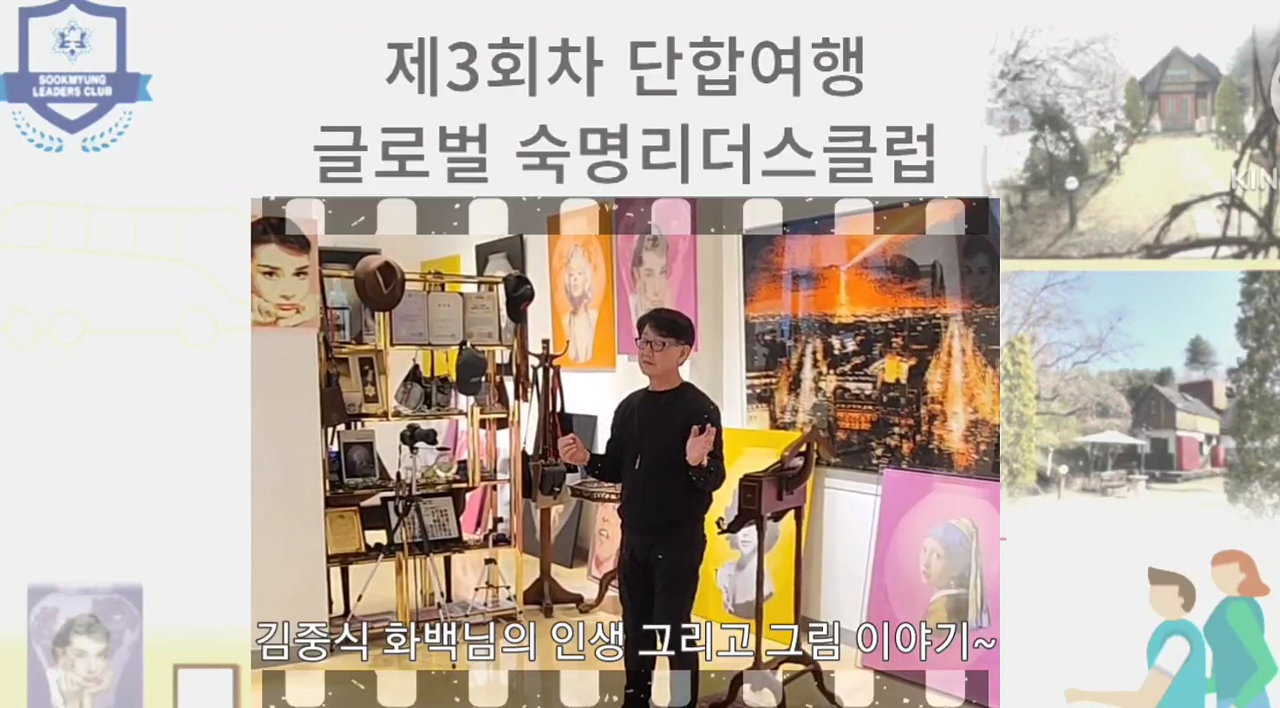 SOOKMYUNG
LEADERS CLUB
제3회차 단합여행
글로벌 숙명리더스클럽
KIN
김중식 화백님의 인생 그리고 그림 이야기~